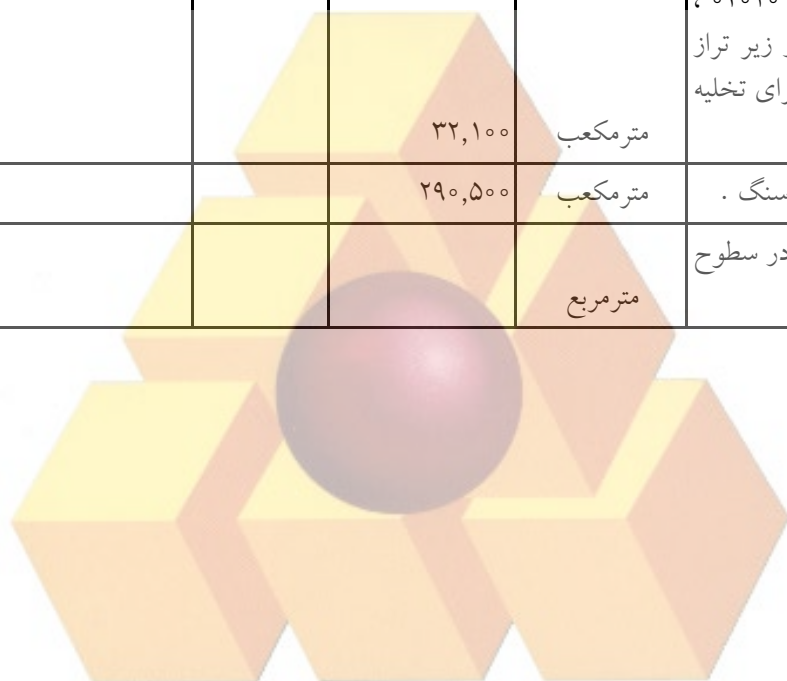 ر زیر تراز
رای تخلیه
مترمکعب ۳۲,۱۰۰
سنگ . مترمکعب ۲۹۰,۵۰۰
در سطوح
مترمربع